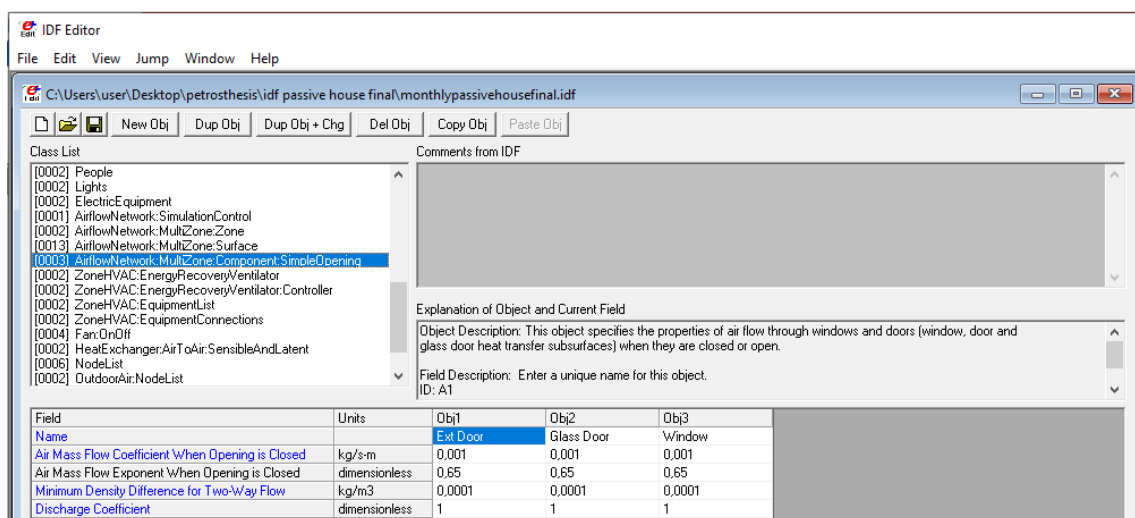 IDF Editor
File Edit View Jump Window Help
C:\Users\user\Desktop\petrosthesis\idf passive house final\monthlypassivehousefinal.idf
New Obj Dup Obj Dup Obj + Chg Del Obj Copy Obj Paste Obj
Class List
Comments from IDF
[0002] People
[0002] Lights
[0002] ElectricEquipment
[0001] AirflowNetwork:SimulationControl
[0002] AirflowNetwork:MultiZone:Zone
[0013] AirflowNetwork:MultiZone:Surface
[0003] AirflowNetwork:MultiZone:Component:SimpleOpening
[0002] ZoneHVAC:EnergyRecoveryVentilator
[0002] ZoneHVAC:EnergyRecoveryVentilator:Controller
[0002] ZoneHVAC:EquipmentList
[0002] ZoneHVAC:EquipmentConnections
[0004] Fan:OnOff
[0002] HeatExchanger:AirToAir:SensibleAndLatent
[0006] NodeList
[0002] OutdoorAir:NodeList
Explanation of Object and Current Field
Object Description: This object specifies the properties of air flow through windows and doors (window, door and
glass door heat transfer subsurfaces) when they are closed or open.
Field Description: Enter a unique name for this object.
ID: A1
Field Units Obj1 Obj2 Obj3
Name Ext Door Glass Door Window
Air Mass Flow Coefficient When Opening is Closed kg/s-m 0,001 0,001 0,001
Air Mass Flow Exponent When Opening is Closed dimensionless 0,65 0,65 0,65
Minimum Density Difference for Two-Way Flow kg/m3 0,0001 0,0001 0,0001
Discharge Coefficient dimensionless 1 1 1